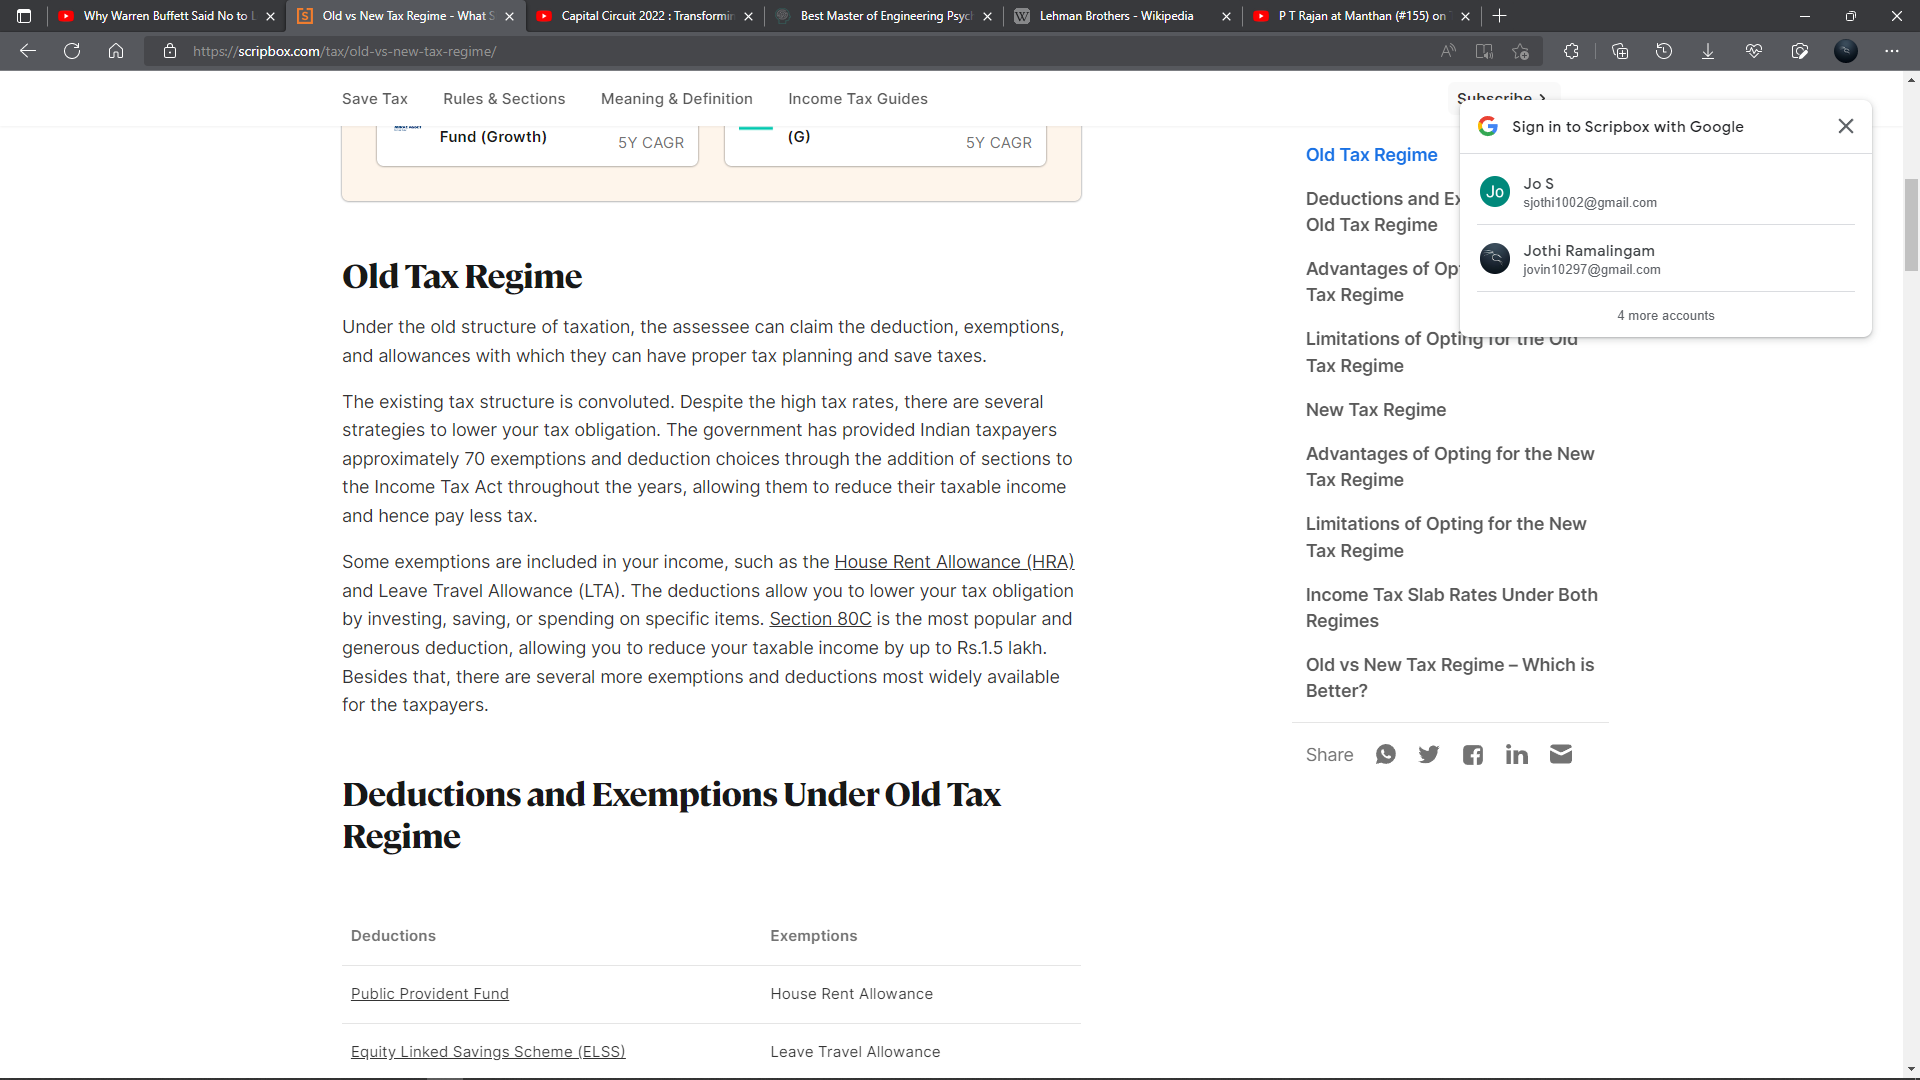 Why Warren Buffett Said No to L
Old vs New Tax Regime - What S
Capital Circuit 2022 : Transformin
Best Master of Engineering Psych
Lehman Brothers - Wikipedia
P T Rajan at Manthan (#155) on
https://scripbox.com/tax/old-vs-new-tax-regime/
Save Tax
Rules & Sections
Meaning & Definition
Income Tax Guides
Subscribe
Fund (Growth)
5Y CAGR
(G)
5Y CAGR
Old Tax Regime
Under the old structure of taxation, the assessee can claim the deduction, exemptions,
and allowances with which they can have proper tax planning and save taxes.
The existing tax structure is convoluted. Despite the high tax rates, there are several
strategies to lower your tax obligation. The government has provided Indian taxpayers
approximately 70 exemptions and deduction choices through the addition of sections to
the Income Tax Act throughout the years, allowing them to reduce their taxable income
and hence pay less tax.
Some exemptions are included in your income, such as the House Rent Allowance (HRA)
and Leave Travel Allowance (LTA). The deductions allow you to lower your tax obligation
by investing, saving, or spending on specific items. Section 80C is the most popular and
generous deduction, allowing you to reduce your taxable income by up to Rs.1.5 lakh.
Besides that, there are several more exemptions and deductions most widely available
for the taxpayers.
Deductions and Exemptions Under Old Tax
Regime
Deductions
Exemptions
Public Provident Fund
House Rent Allowance
Equity Linked Savings Scheme (ELSS)
Leave Travel Allowance
Old Tax Regime
Deductions and Ex
Old Tax Regime
Advantages of Op
Tax Regime
Limitations of Opting for the Old
Tax Regime
New Tax Regime
Advantages of Opting for the New
Tax Regime
Limitations of Opting for the New
Tax Regime
Income Tax Slab Rates Under Both
Regimes
Old vs New Tax Regime – Which is
Better?
Share
Sign in to Scripbox with Google
Jo
Jo S
sjothi1002@gmail.com
Jothi Ramalingam
jovin10297@gmail.com
4 more accounts